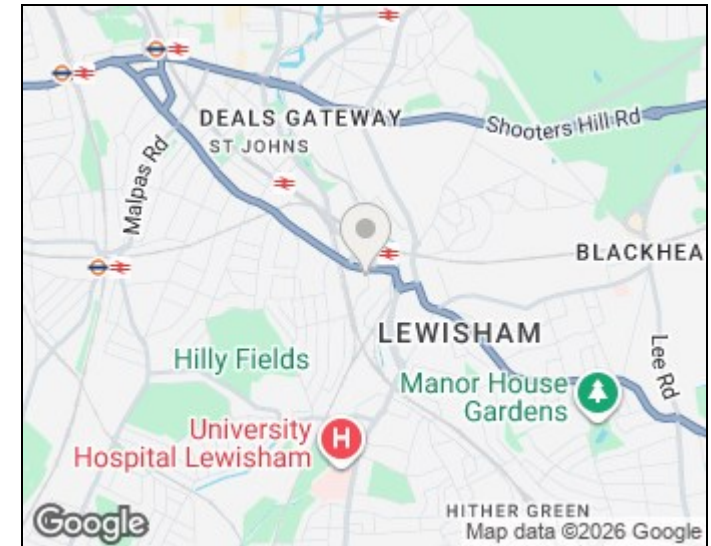 DEALS GATEWAY
Shooters Hill Rd
ST JOHNS
Malpas Rd
BLACKHEA
LEWISHAM
Hilly Fields
Manor House
Gardens
Lee Rd
University
Hospital Lewisham
H
HITHER GREEN
Google
Map data ©2026 Google